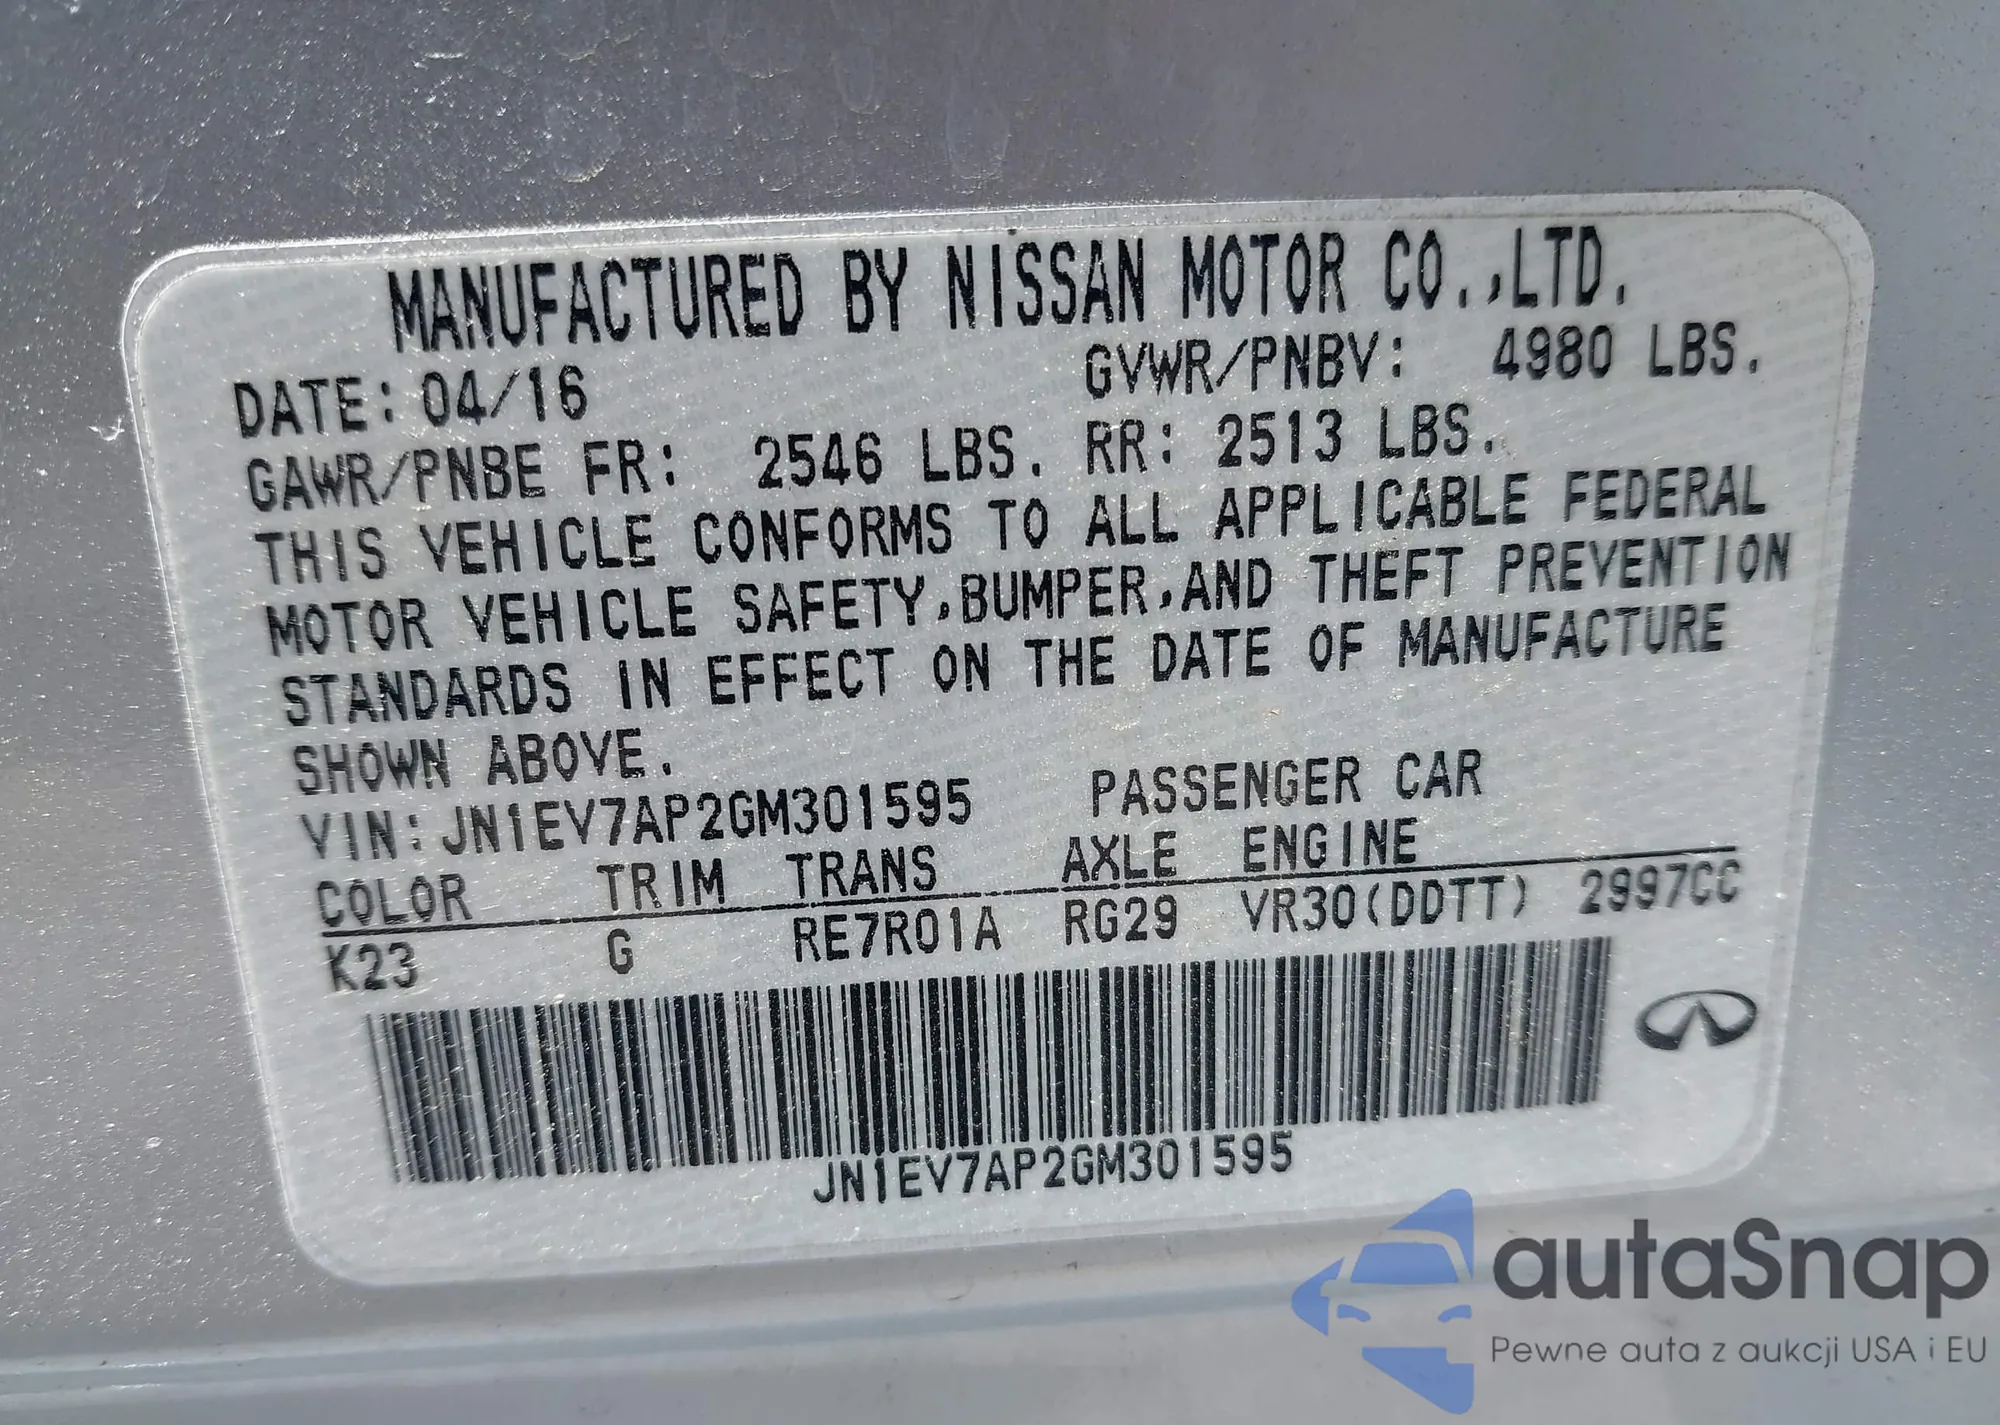 MANUFACTURED BY NISSAN MOTOR CO.,LTD.
DATE: 04/16 GVWR/PNBV: 4980 LBS.
GAWR/PNBE FR: 2546 LBS. RR: 2513 LBS.
THIS VEHICLE CONFORMS TO ALL APPLICABLE FEDERAL
MOTOR VEHICLE SAFETY,BUMPER,AND THEFT PREVENTION
STANDARDS IN EFFECT ON THE DATE OF MANUFACTURE
SHOWN ABOVE.
VIN: JN1EV7AP2GM301595 PASSENGER CAR
COLOR TRIM TRANS AXLE ENGINE
K23 G RE7R01A RG29 VR30(DDTT) 2997CC
JN1EV7AP2GM301595
autaSnap
Pewne auta z aukcji USA i EU